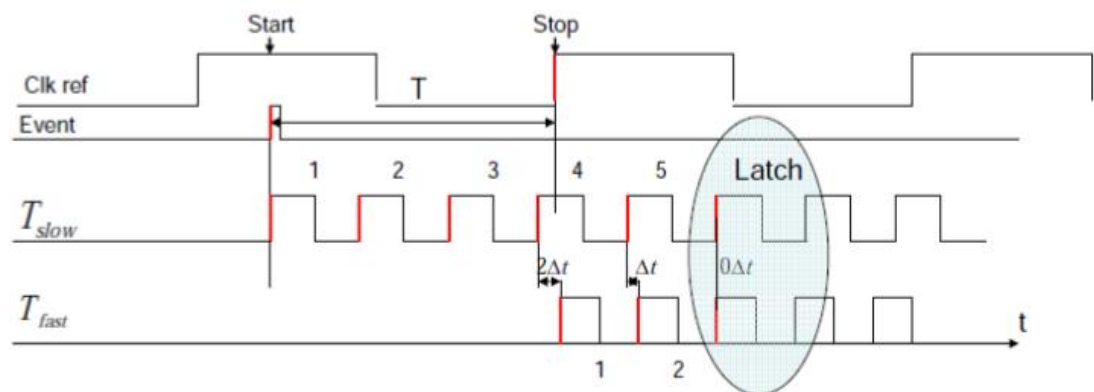 Start Stop
Clk ref T
Event
1 2 3 4 5 Latch
T_slow
2Δt Δt 0Δt
T_fast t
1 2